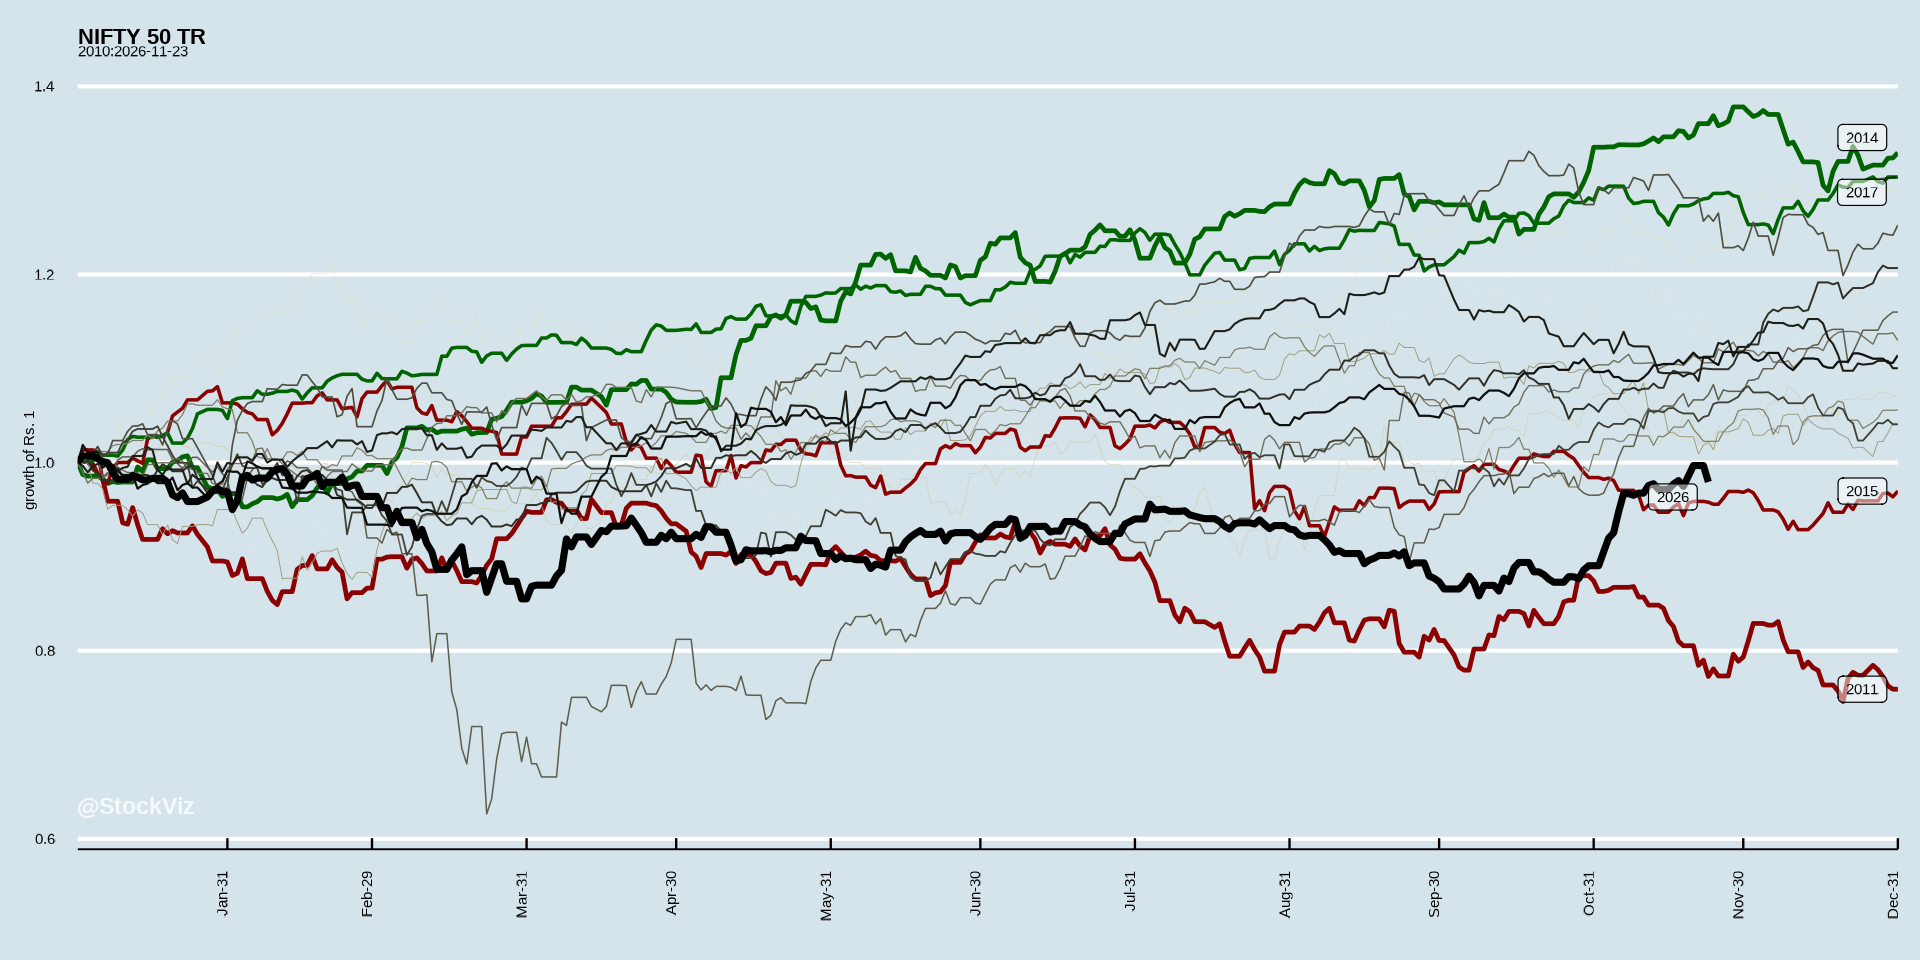 NIFTY 50 TR
2010:2026-11-23
1.4
1.2
1.0
0.8
0.6
growth of Rs. 1
2014
2017
2026
2015
2011
@StockViz
Jan-31
Feb-29
Mar-31
Apr-30
May-31
Jun-30
Jul-31
Aug-31
Sep-30
Oct-31
Nov-30
Dec-31